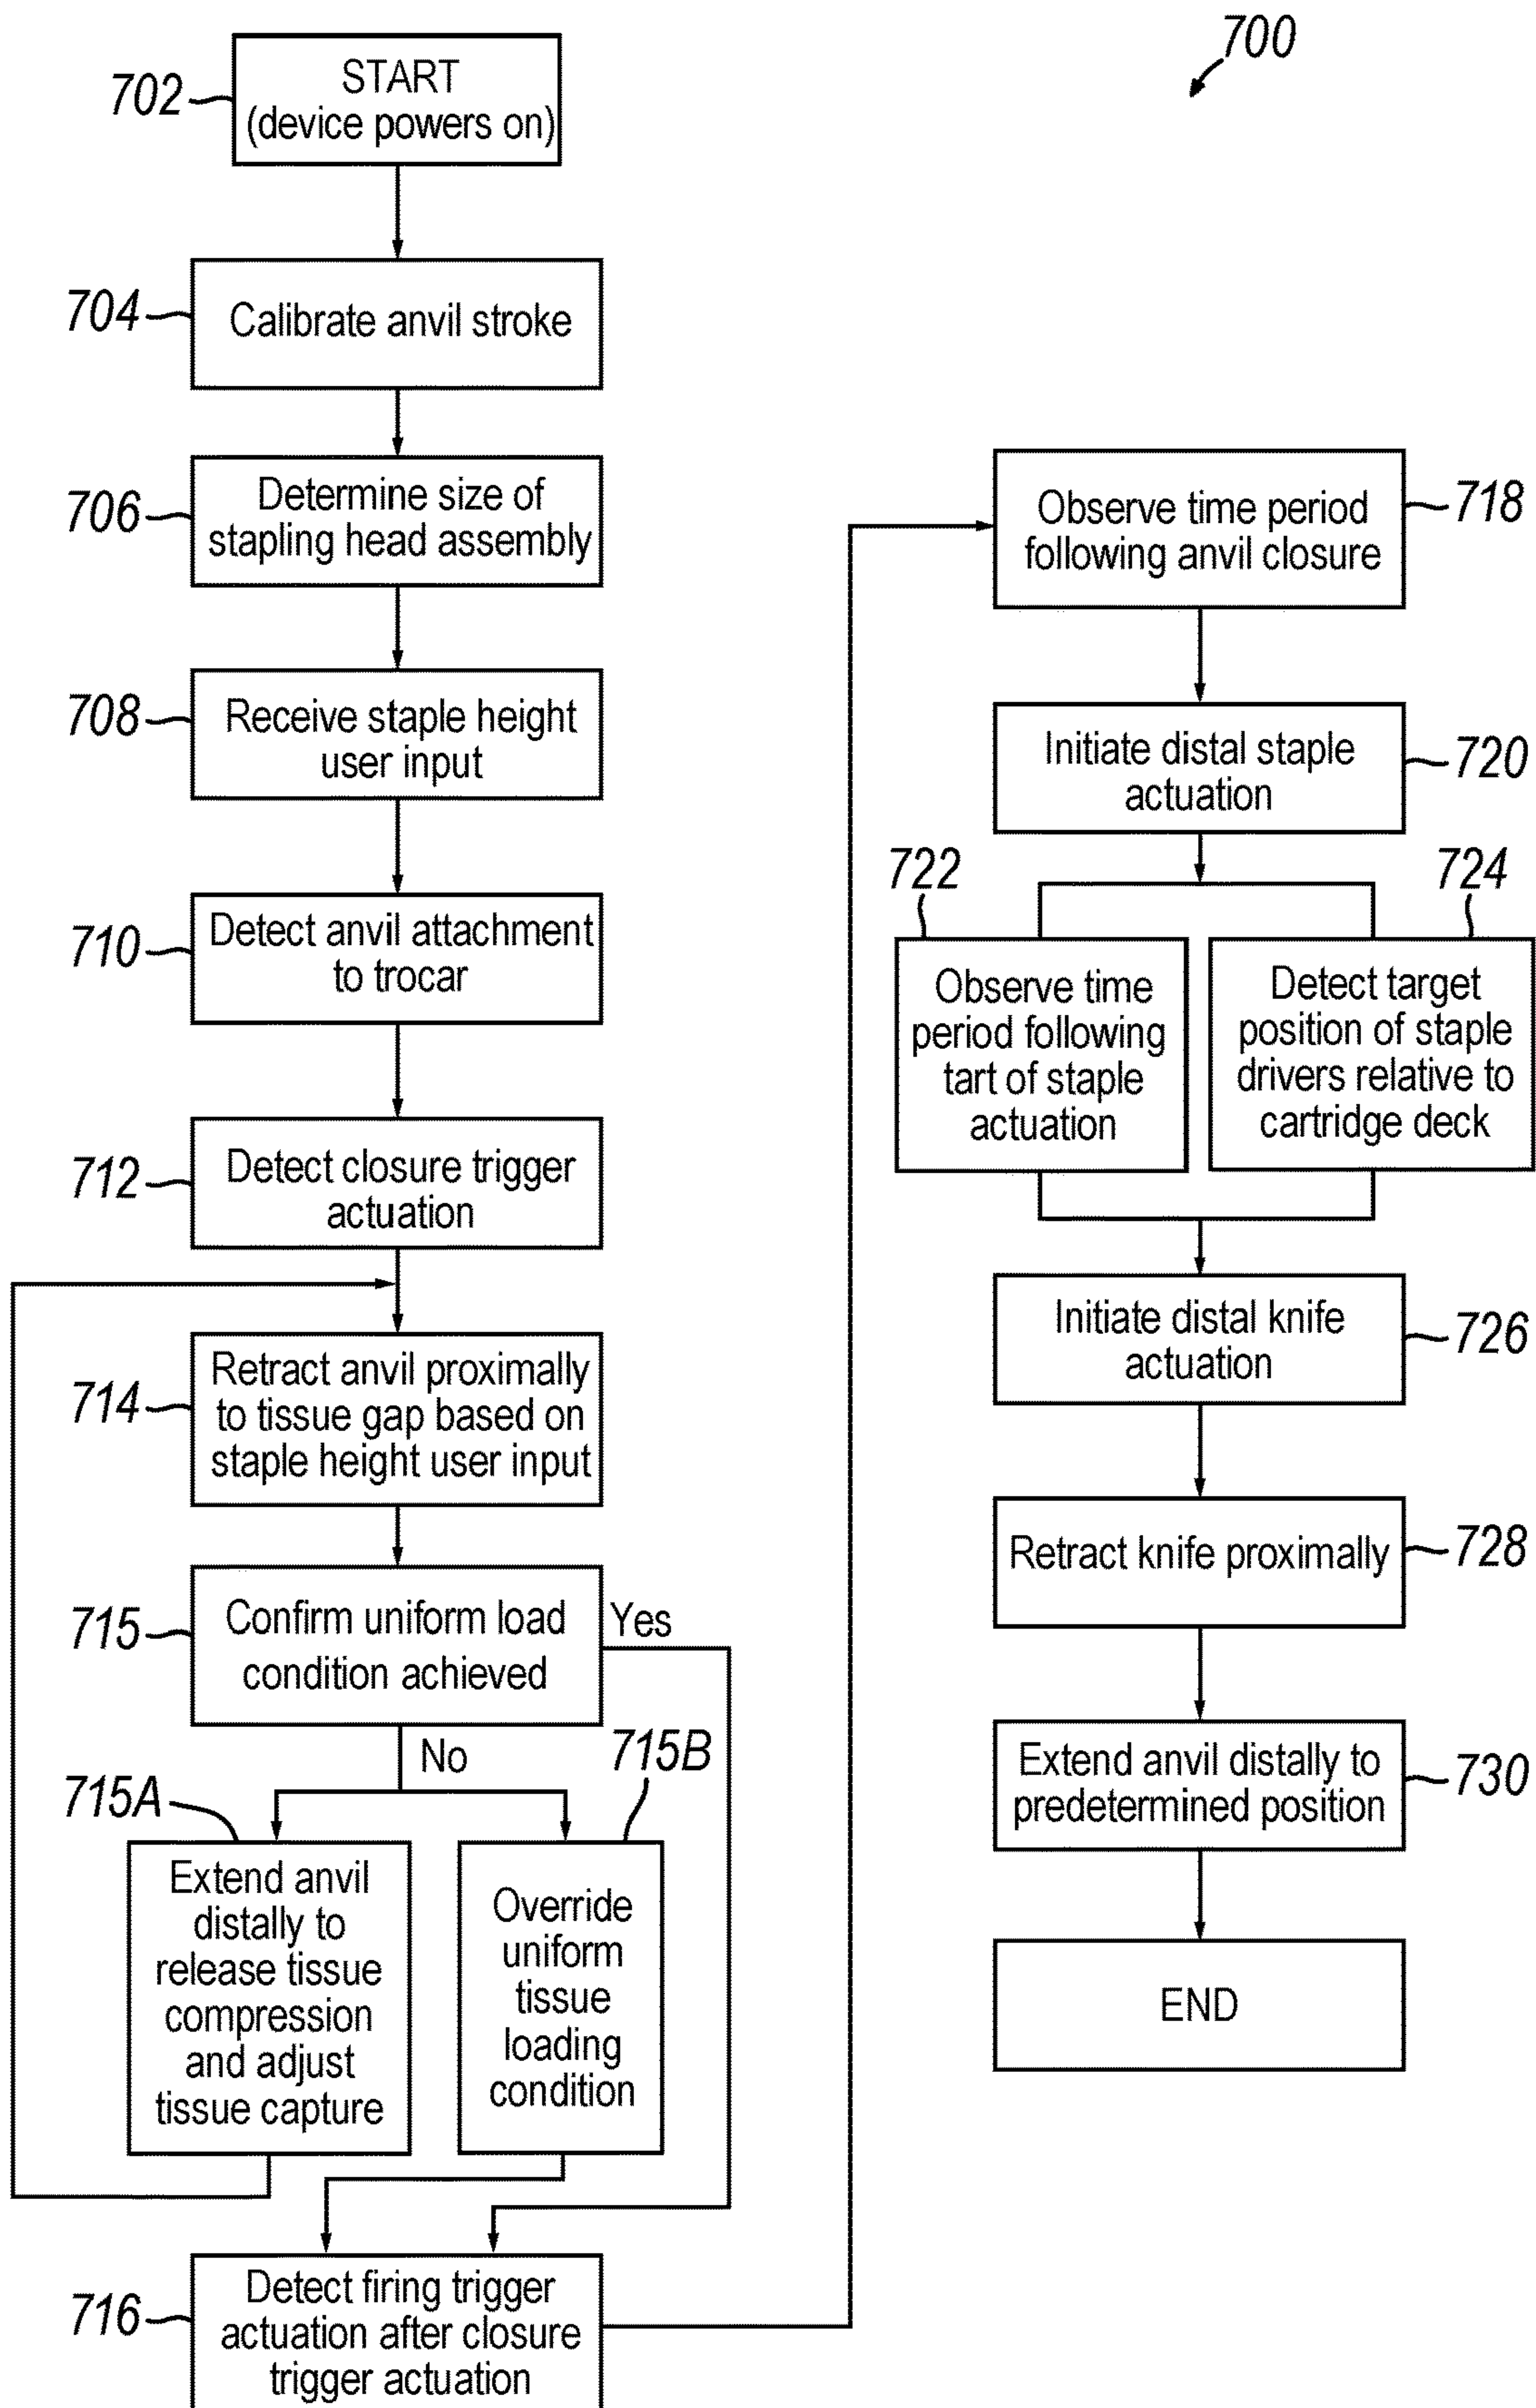 700
702
START
(device powers on)
704
Calibrate anvil stroke
706
Determine size of
stapling head assembly
708
Receive staple height
user input
710
Detect anvil attachment
to trocar
712
Detect closure trigger
actuation
714
Retract anvil proximally
to tissue gap based on
staple height user input
715
Confirm uniform load
condition achieved
Yes
No
715A
715B
Extend anvil
distally to
release tissue
compression
and adjust
tissue capture
Override
uniform
tissue
loading
condition
716
Detect firing trigger
actuation after closure
trigger actuation
Observe time period
following anvil closure
718
Initiate distal staple
actuation
720
722
724
Observe time
period following
tart of staple
actuation
Detect target
position of staple
drivers relative to
cartridge deck
Initiate distal knife
actuation
726
Retract knife proximally
728
Extend anvil distally to
predetermined position
730
END